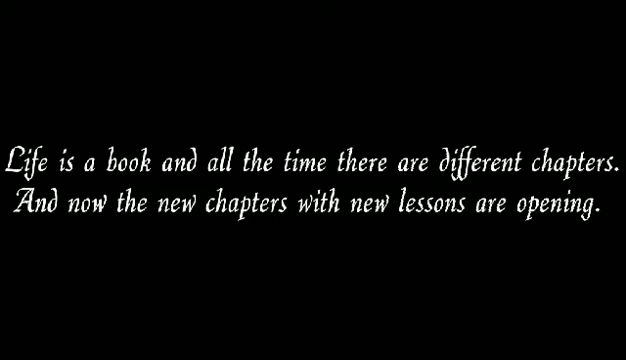 Life is a book and all the time there are different chapters.
And now the new chapters with new lessons are opening.